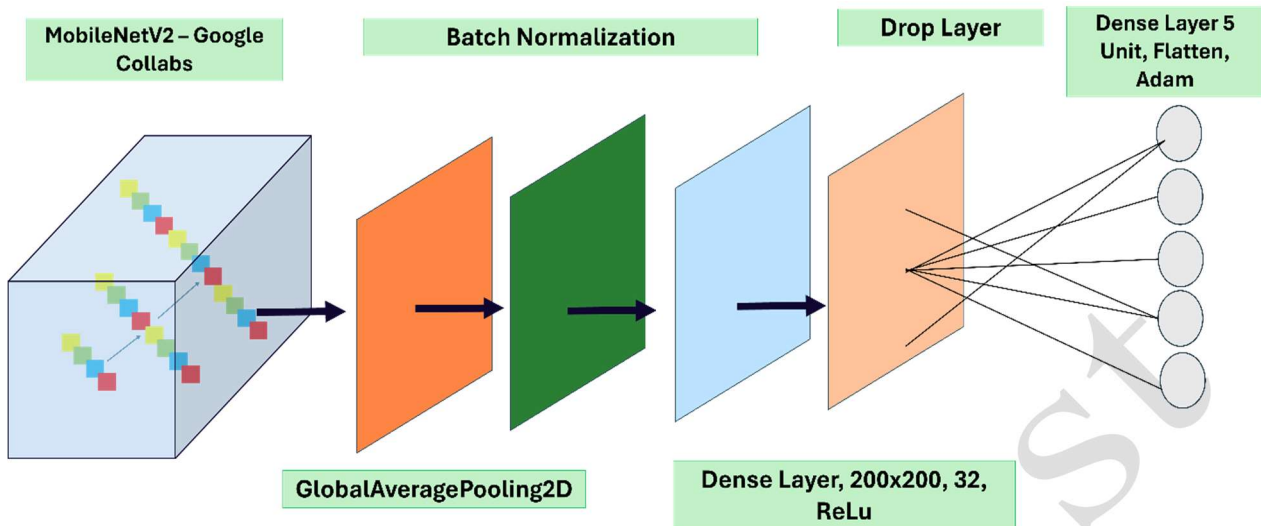 MobileNetV2 – Google
Collabs
Batch Normalization
Drop Layer
Dense Layer 5
Unit, Flatten,
Adam
GlobalAveragePooling2D
Dense Layer, 200x200, 32,
ReLu
st